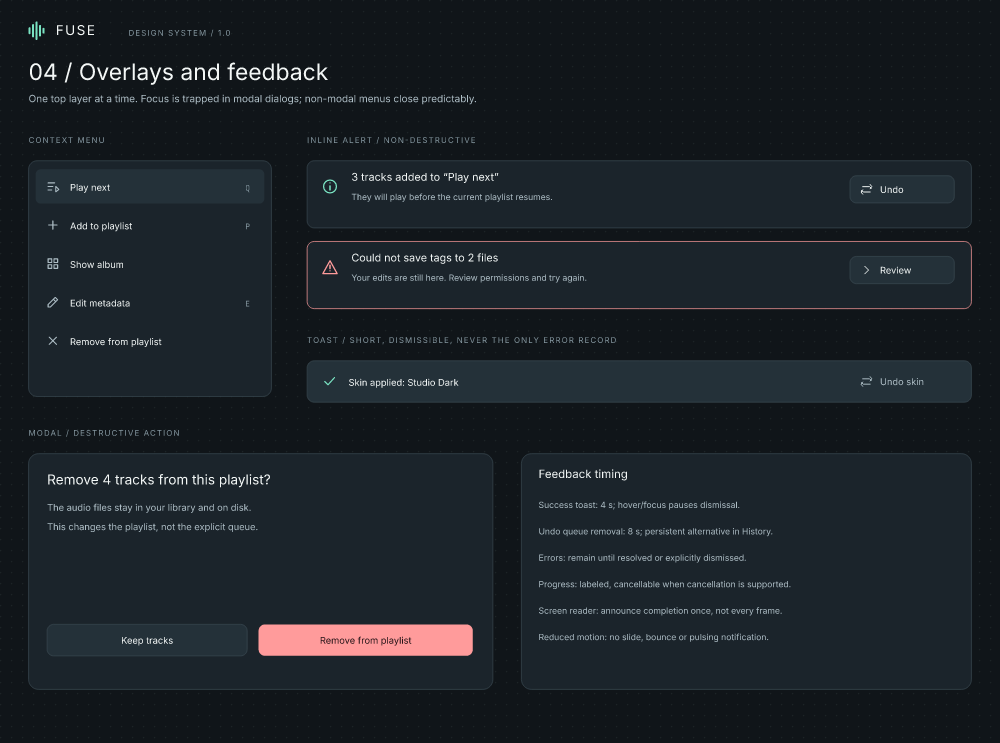 FUSE
DESIGN SYSTEM / 1.0
04 / Overlays and feedback
One top layer at a time. Focus is trapped in modal dialogs; non-modal menus close predictably.
CONTEXT MENU
Play next Q
Add to playlist P
Show album
Edit metadata E
Remove from playlist
INLINE ALERT / NON-DESTRUCTIVE
3 tracks added to “Play next”
They will play before the current playlist resumes.
Undo
Could not save tags to 2 files
Your edits are still here. Review permissions and try again.
Review
TOAST / SHORT, DISMISSIBLE, NEVER THE ONLY ERROR RECORD
Skin applied: Studio Dark
Undo skin
MODAL / DESTRUCTIVE ACTION
Remove 4 tracks from this playlist?
The audio files stay in your library and on disk.
This changes the playlist, not the explicit queue.
Keep tracks
Remove from playlist
Feedback timing
Success toast: 4 s; hover/focus pauses dismissal.
Undo queue removal: 8 s; persistent alternative in History.
Errors: remain until resolved or explicitly dismissed.
Progress: labeled, cancellable when cancellation is supported.
Screen reader: announce completion once, not every frame.
Reduced motion: no slide, bounce or pulsing notification.